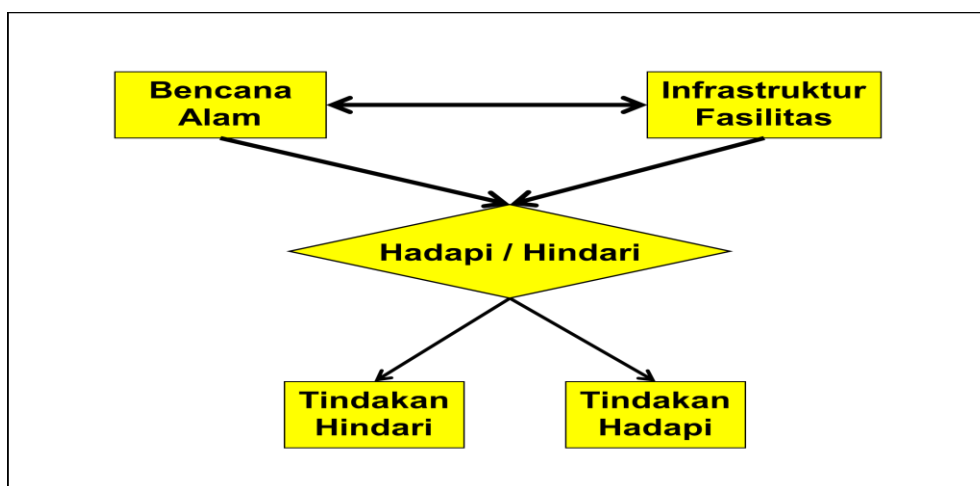 Bencana
Alam
Infrastruktur
Fasilitas
Hadapi / Hindari
Tindakan
Hindari
Tindakan
Hadapi